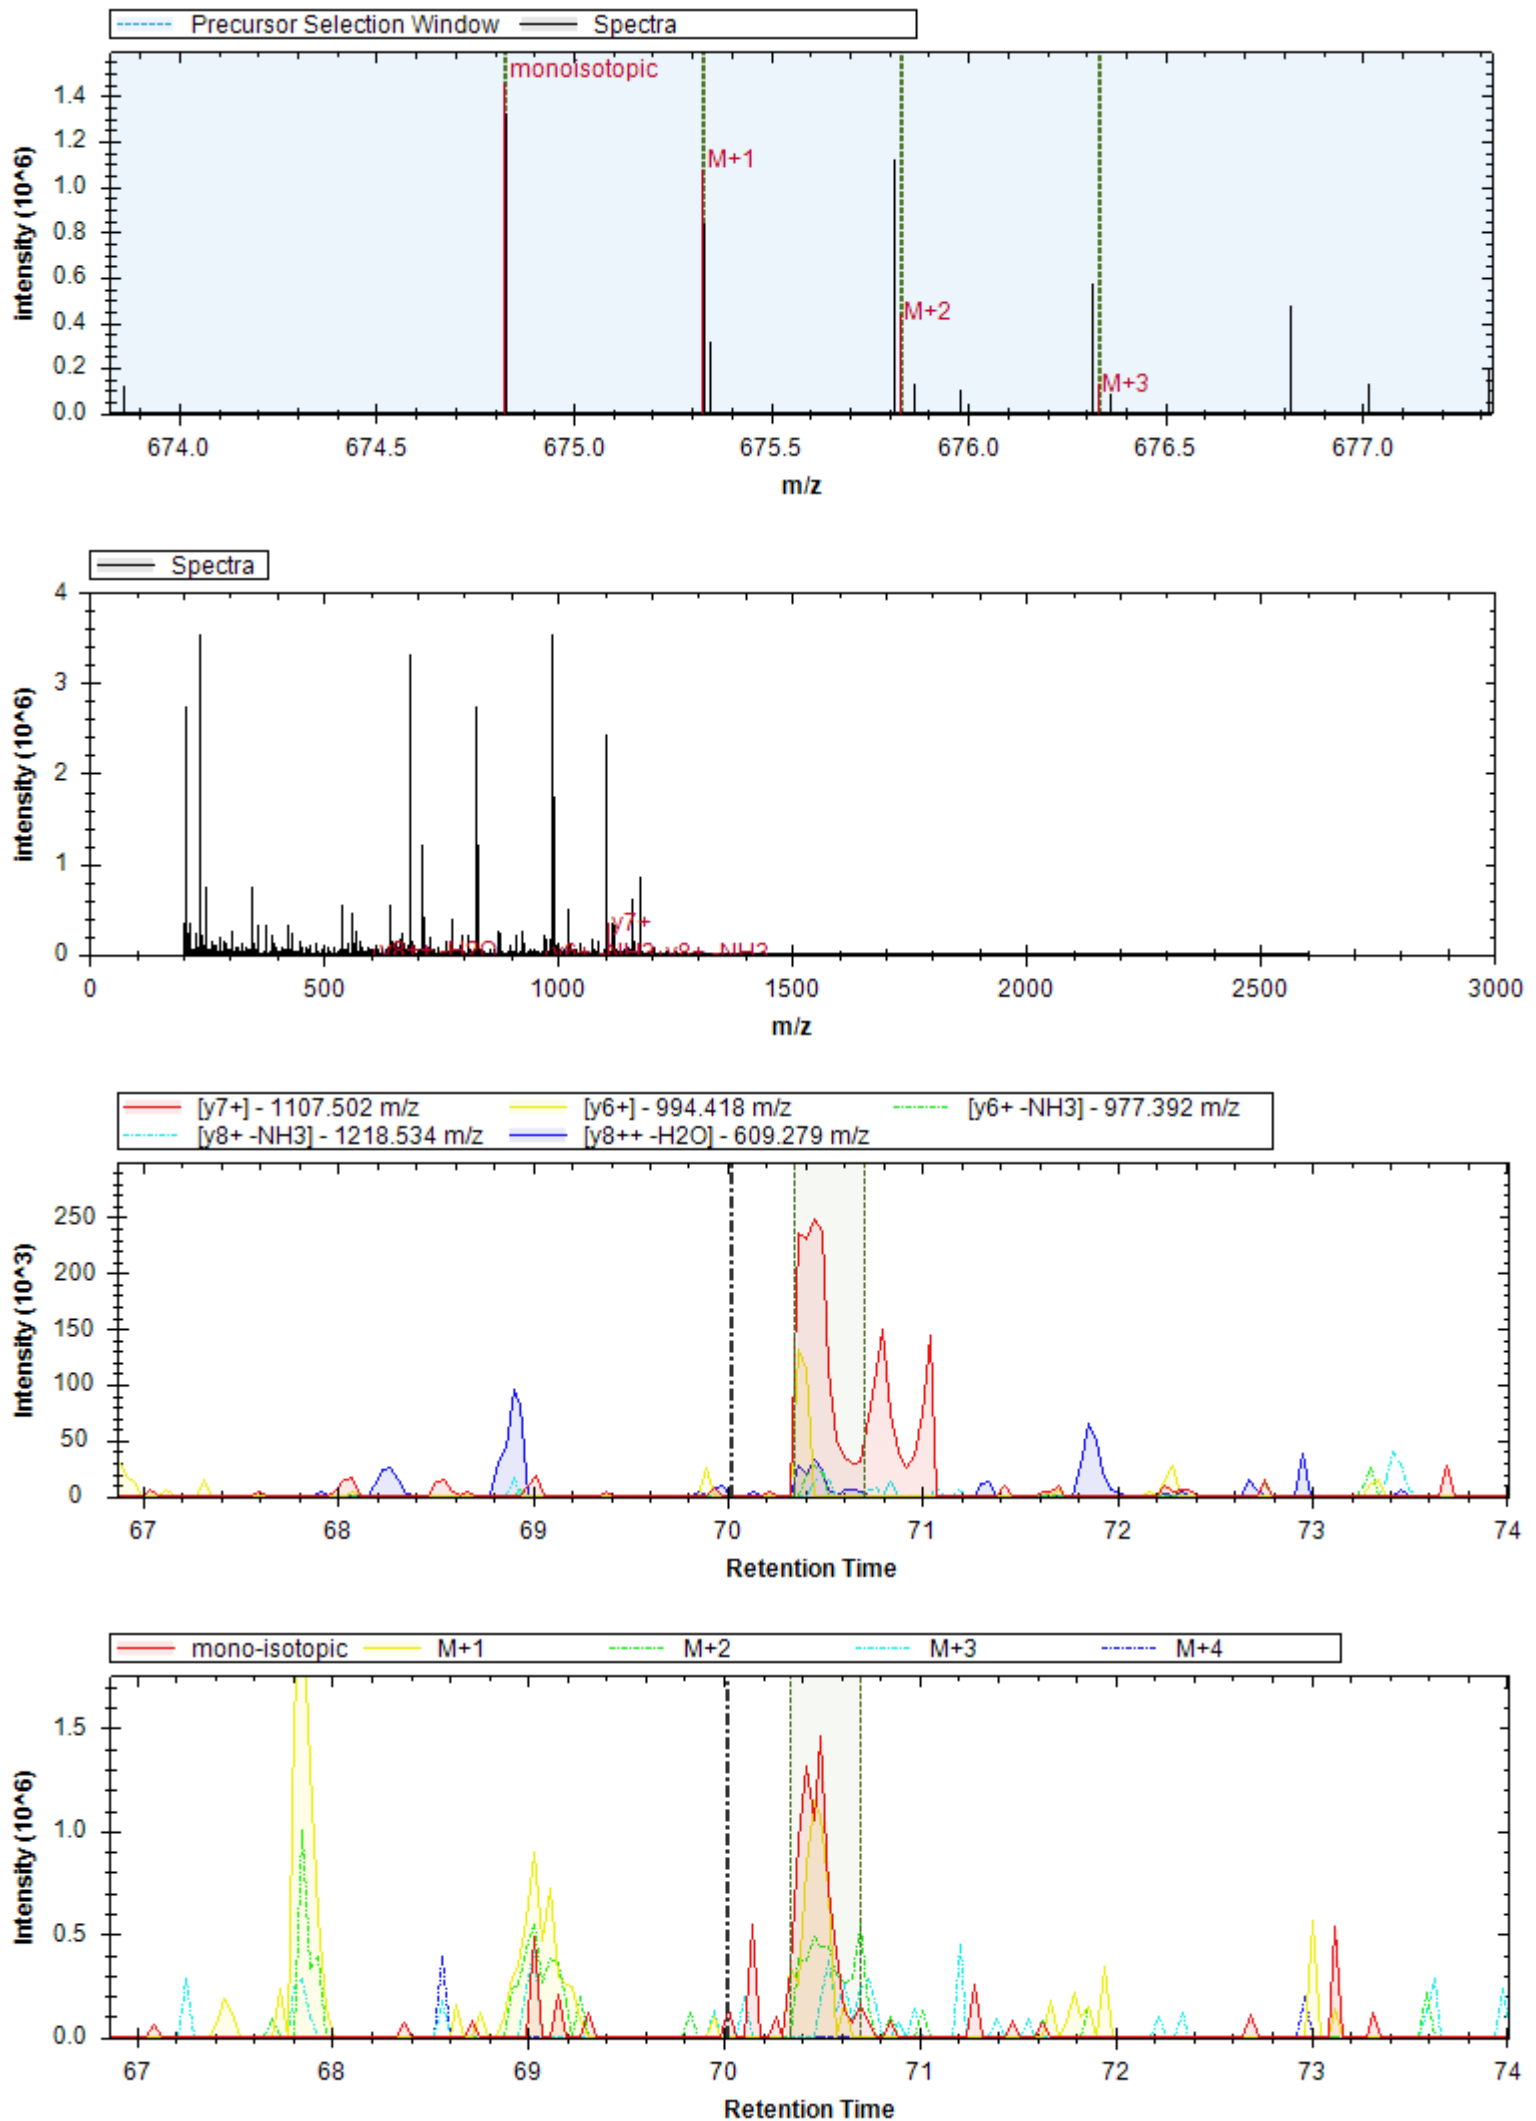 Precursor Selection Window Spectra
monoisotopic
M+1
M+2
M+3
intensity (10^6)
1.4
1.2
1.0
0.8
0.6
0.4
0.2
0.0
674.0 674.5 675.0 675.5 676.0 676.5 677.0
m/z
Spectra
intensity (10^6)
4
3
2
1
0
y7+
y8++ -H2O y6+ -NH3 y8+ -NH3
0 500 1000 1500 2000 2500 3000
m/z
[y7+] - 1107.502 m/z [y6+] - 994.418 m/z [y6+ -NH3] - 977.392 m/z
[y8+ -NH3] - 1218.534 m/z [y8++ -H2O] - 609.279 m/z
Intensity (10^3)
250
200
150
100
50
0
67 68 69 70 71 72 73 74
Retention Time
mono-isotopic M+1 M+2 M+3 M+4
Intensity (10^6)
1.5
1.0
0.5
0.0
67 68 69 70 71 72 73 74
Retention Time